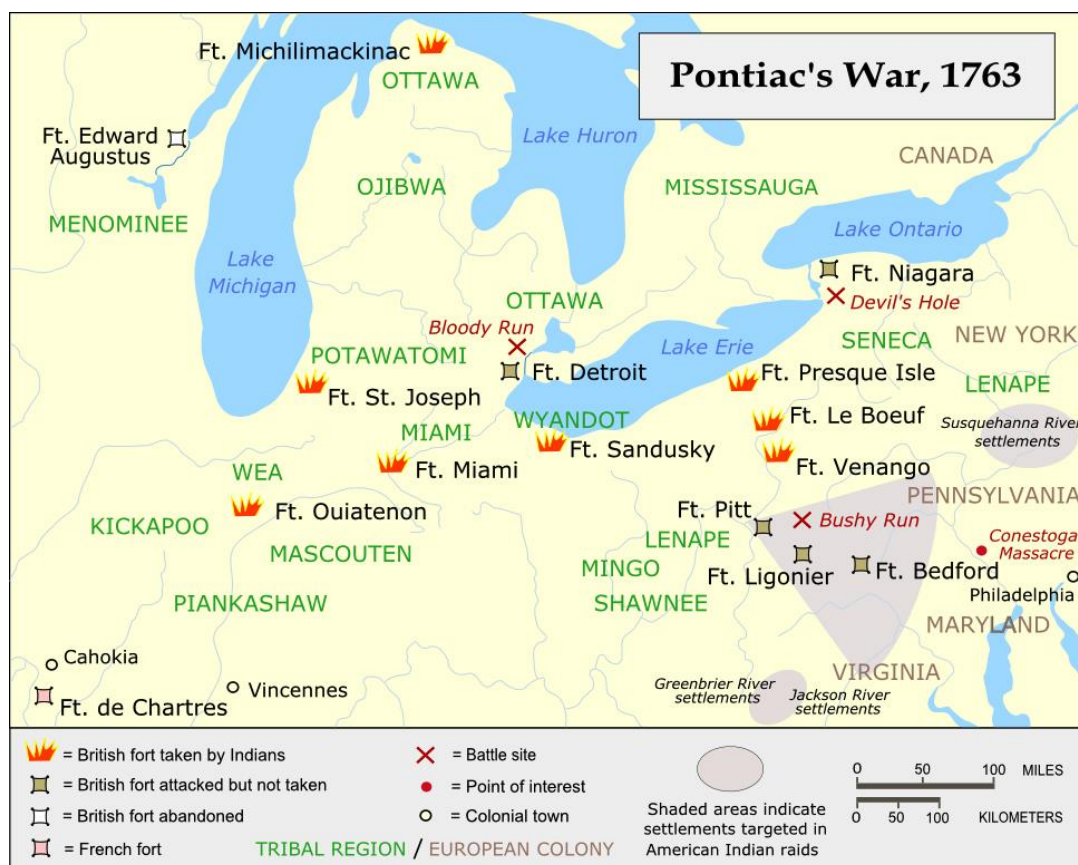 Pontiac's War, 1763
Ft. Michilimackinac
OTTAWA
Ft. Edward
Augustus
Lake Huron
CANADA
OJIBWA
MISSISSAUGA
MENOMINEE
Lake Ontario
Lake
Michigan
Ft. Niagara
OTTAWA
Devil's Hole
Bloody Run
NEW YORK
SENECA
Lake Erie
POTAWATOMI
Ft. Detroit
Ft. Presque Isle
LENAPE
Ft. St. Joseph
WYANDOT
Ft. Le Boeuf
Susquehanna River
settlements
MIAMI
Ft. Sandusky
Ft. Miami
Ft. Venango
WEA
PENNSYLVANIA
Ft. Ouiatenon
Ft. Pitt
KICKAPOO
Bushy Run
Conestoga
Massacre
LENAPE
MASCOUTEN
MINGO
Ft. Ligonier
Ft. Bedford
PIANKASHAW
SHAWNEE
Philadelphia
MARYLAND
Cahokia
VIRGINIA
Vincennes
Greenbrier River
settlements
Jackson River
settlements
Ft. de Chartres
= British fort taken by Indians
= British fort attacked but not taken
= British fort abandoned
= French fort
= Battle site
= Point of interest
= Colonial town
TRIBAL REGION / EUROPEAN COLONY
Shaded areas indicate
settlements targeted in
American Indian raids
0 50 100 MILES
0 50 100 KILOMETERS